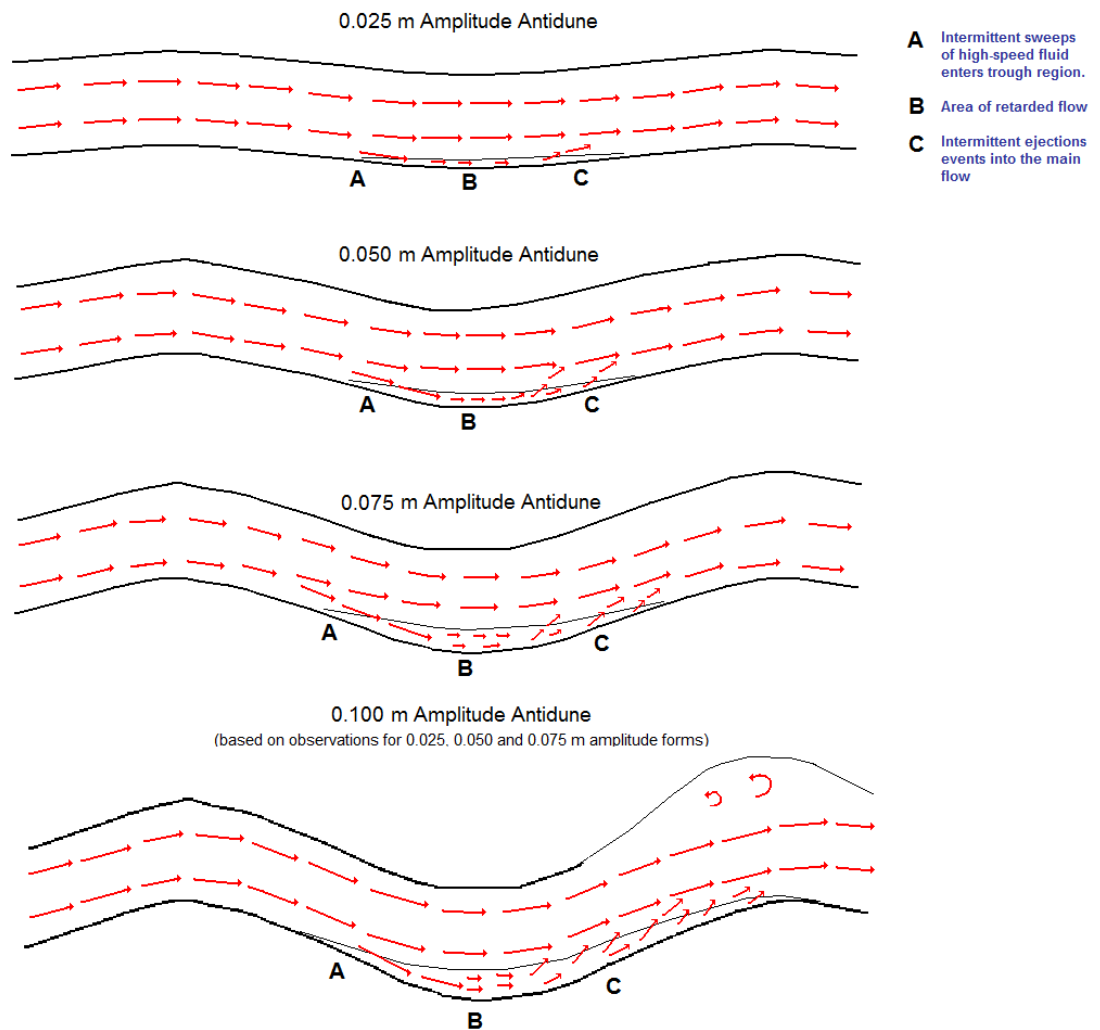 0.025 m Amplitude Antidune
A Intermittent sweeps
of high-speed fluid
enters trough region.
B Area of retarded flow
C Intermittent ejections
events into the main
flow
A B C
0.050 m Amplitude Antidune
A B C
0.075 m Amplitude Antidune
A B C
0.100 m Amplitude Antidune
(based on observations for 0.025, 0.050 and 0.075 m amplitude forms)
A B C